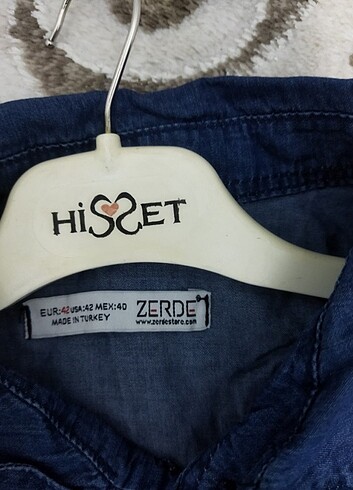 HiSSET
EUR:42 USA:42 MEX:40
MADE IN TURKEY
ZERDE
www.zerdestore.com